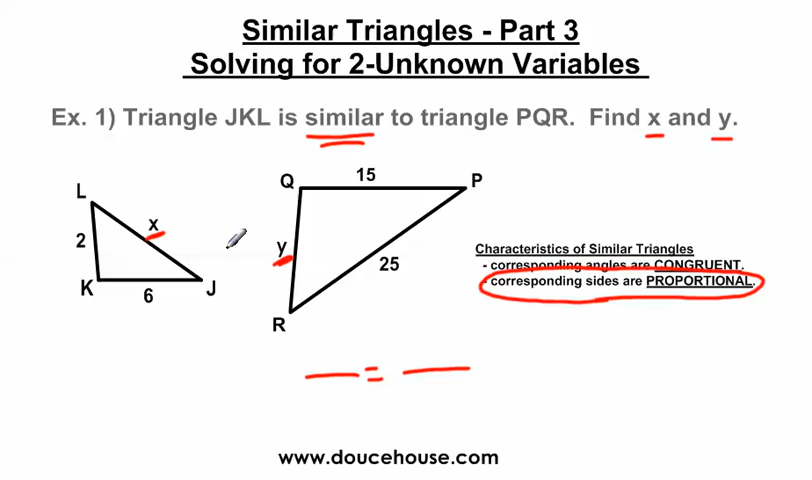 Similar Triangles - Part 3
Solving for 2-Unknown Variables
Ex. 1) Triangle JKL is similar to triangle PQR. Find x and y.
L
x
2
K
6
J
Q
15
P
y
25
R
Characteristics of Similar Triangles
- corresponding angles are CONGRUENT.
- corresponding sides are PROPORTIONAL.
=
www.doucehouse.com